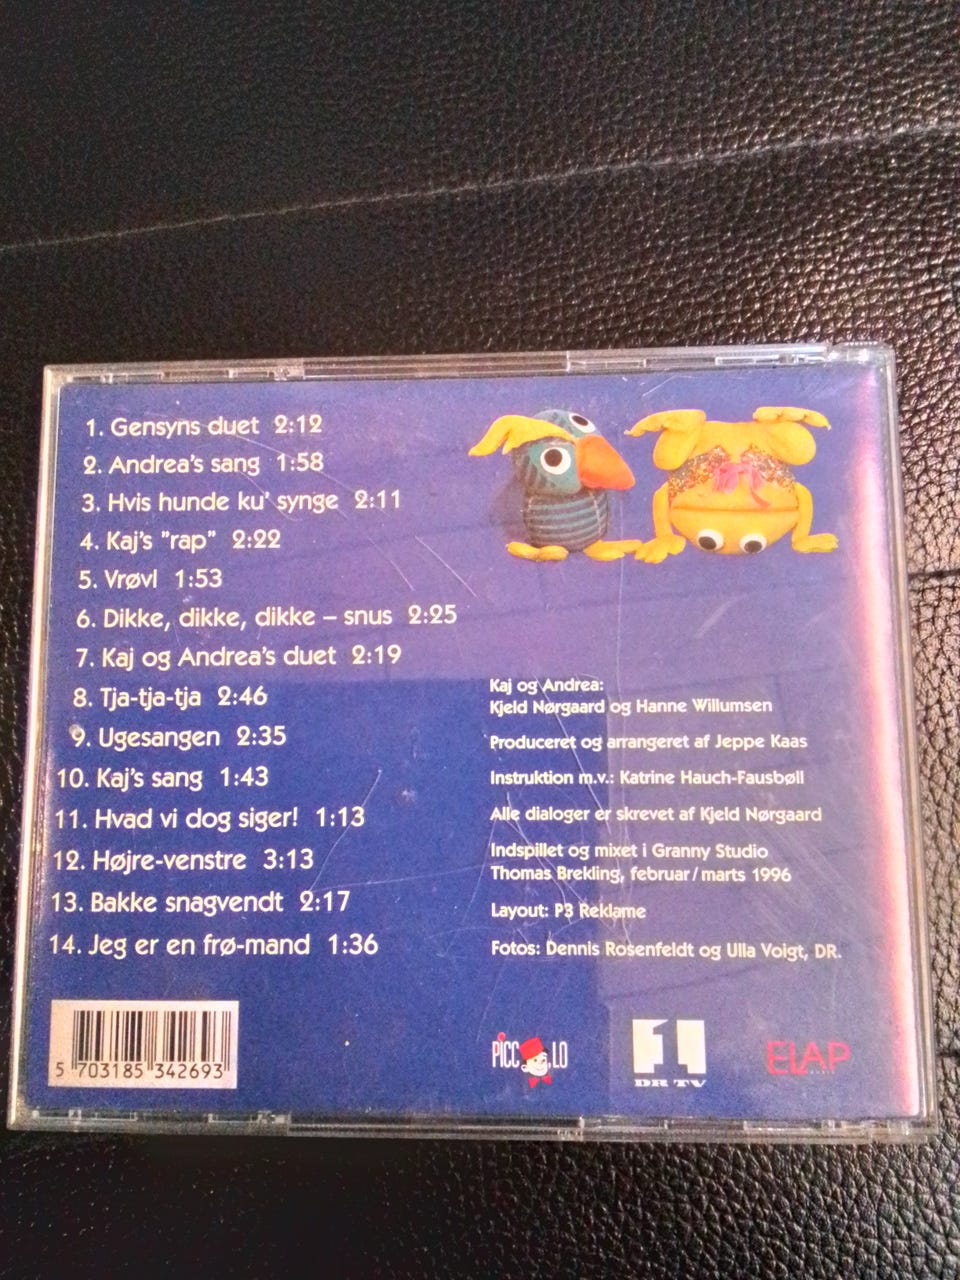 1. Gensyns duet 2:12
2. Andrea's sang 1:58
3. Hvis hunde ku' synge 2:11
4. Kaj's "rap" 2:22
5. Vrøvl 1:53
6. Dikke, dikke, dikke – snus 2:25
7. Kaj og Andrea's duet 2:19
8. Tja-tja-tja 2:46
9. Ugesangen 2:35
10. Kaj's sang 1:43
11. Hvad vi dog siger! 1:13
12. Højre-venstre 3:13
13. Bakke snagvendt 2:17
14. Jeg er en frø-mand 1:36
Kaj og Andrea:
Kjeld Nørgaard og Hanne Willumsen
Produceret og arrangeret af Jeppe Kaas
Instruktion m.v.: Katrine Hauch-Fausbøll
Alle dialoger er skrevet af Kjeld Nørgaard
Indspillet og mixet i Granny Studio
Thomas Brekling, februar/marts 1996
Layout: P3 Reklame
Fotos: Dennis Rosenfeldt og Ulla Voigt, DR.
5 703185 342693
PICCOLO
1
DR TV
ELAP